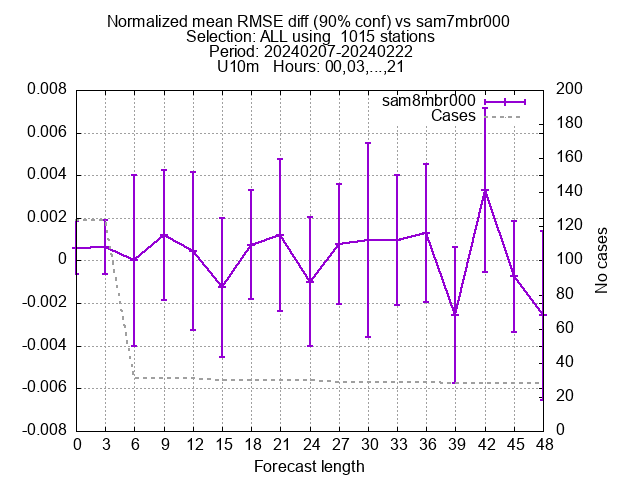 Normalized mean RMSE diff (90% conf) vs sam7mbr000
Selection: ALL using  1015 stations
Period: 20240207-20240222
U10m   Hours: 00,03,...,21
sam8mbr000
Cases
0.008
0.006
0.004
0.002
0
-0.002
-0.004
-0.006
-0.008
200
180
160
140
120
100
80
60
40
20
0
No cases
0 3 6 9 12 15 18 21 24 27 30 33 36 39 42 45 48
Forecast length